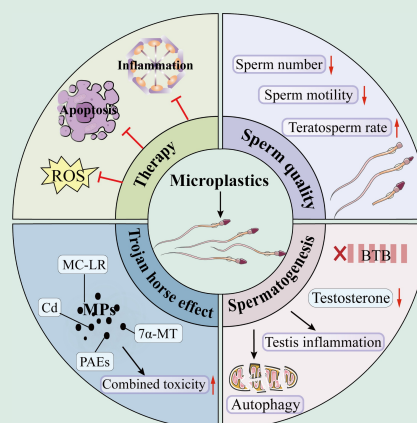 Inflammation
Apoptosis
ROS
Therapy
Sperm number
Sperm motility
Teratosperm rate
Sperm quality
Microplastics
Trojan horse effect
MC-LR
Cd
MPs
7α-MT
PAEs
Combined toxicity
Spermatogenesis
BTB
Testosterone
Testis inflammation
Autophagy